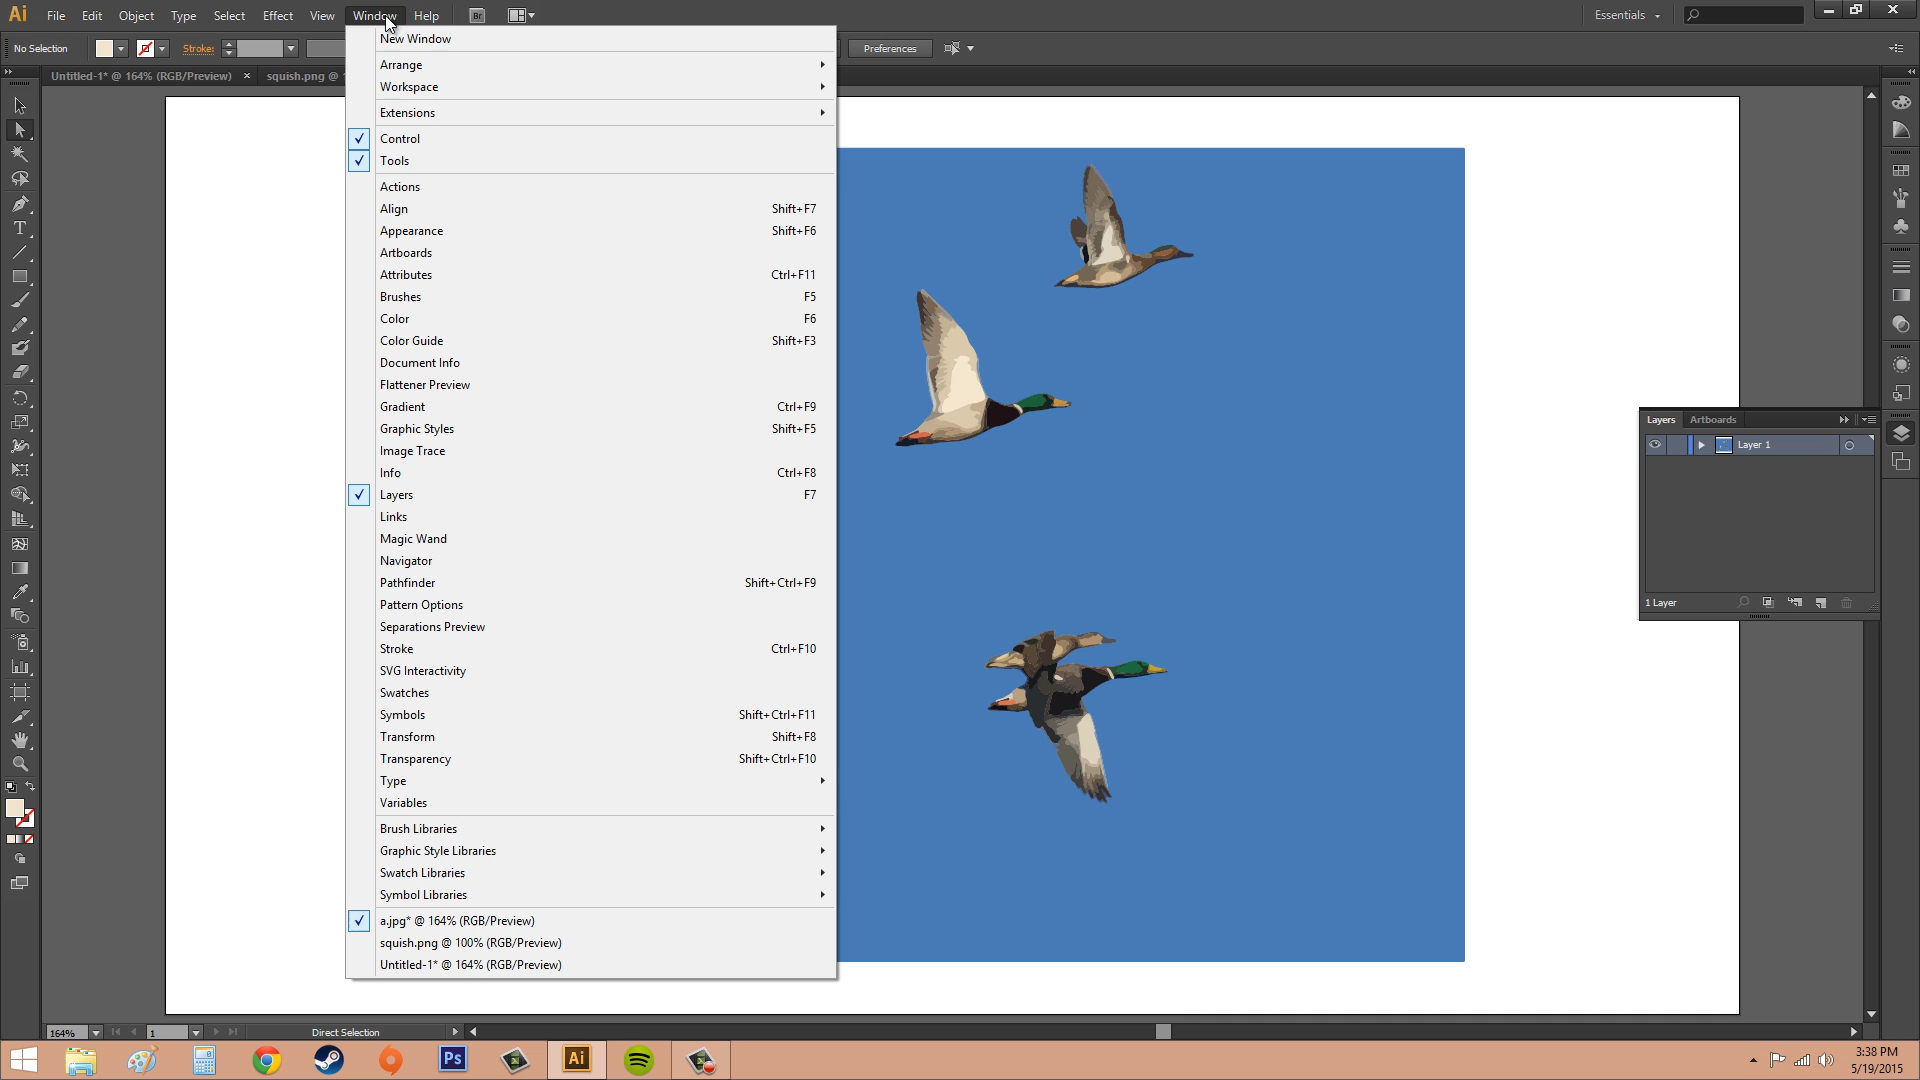 Ai File Edit Object Type Select Effect View Window Help Br Essentials
No Selection Stroke: Preferences
Untitled-1* @ 164% (RGB/Preview) × squish.png @
New Window
Arrange
Workspace
Extensions
Control
Tools
Actions
Align Shift+F7
Appearance Shift+F6
Artboards
Attributes Ctrl+F11
Brushes F5
Color F6
Color Guide Shift+F3
Document Info
Flattener Preview
Gradient Ctrl+F9
Graphic Styles Shift+F5
Image Trace
Info Ctrl+F8
Layers F7
Links
Magic Wand
Navigator
Pathfinder Shift+Ctrl+F9
Pattern Options
Separations Preview
Stroke Ctrl+F10
SVG Interactivity
Swatches
Symbols Shift+Ctrl+F11
Transform Shift+F8
Transparency Shift+Ctrl+F10
Type
Variables
Brush Libraries
Graphic Style Libraries
Swatch Libraries
Symbol Libraries
a.jpg* @ 164% (RGB/Preview)
squish.png @ 100% (RGB/Preview)
Untitled-1* @ 164% (RGB/Preview)
Layers Artboards
Layer 1
1 Layer
164% 1 Direct Selection
Ps Ai
3:38 PM
5/19/2015